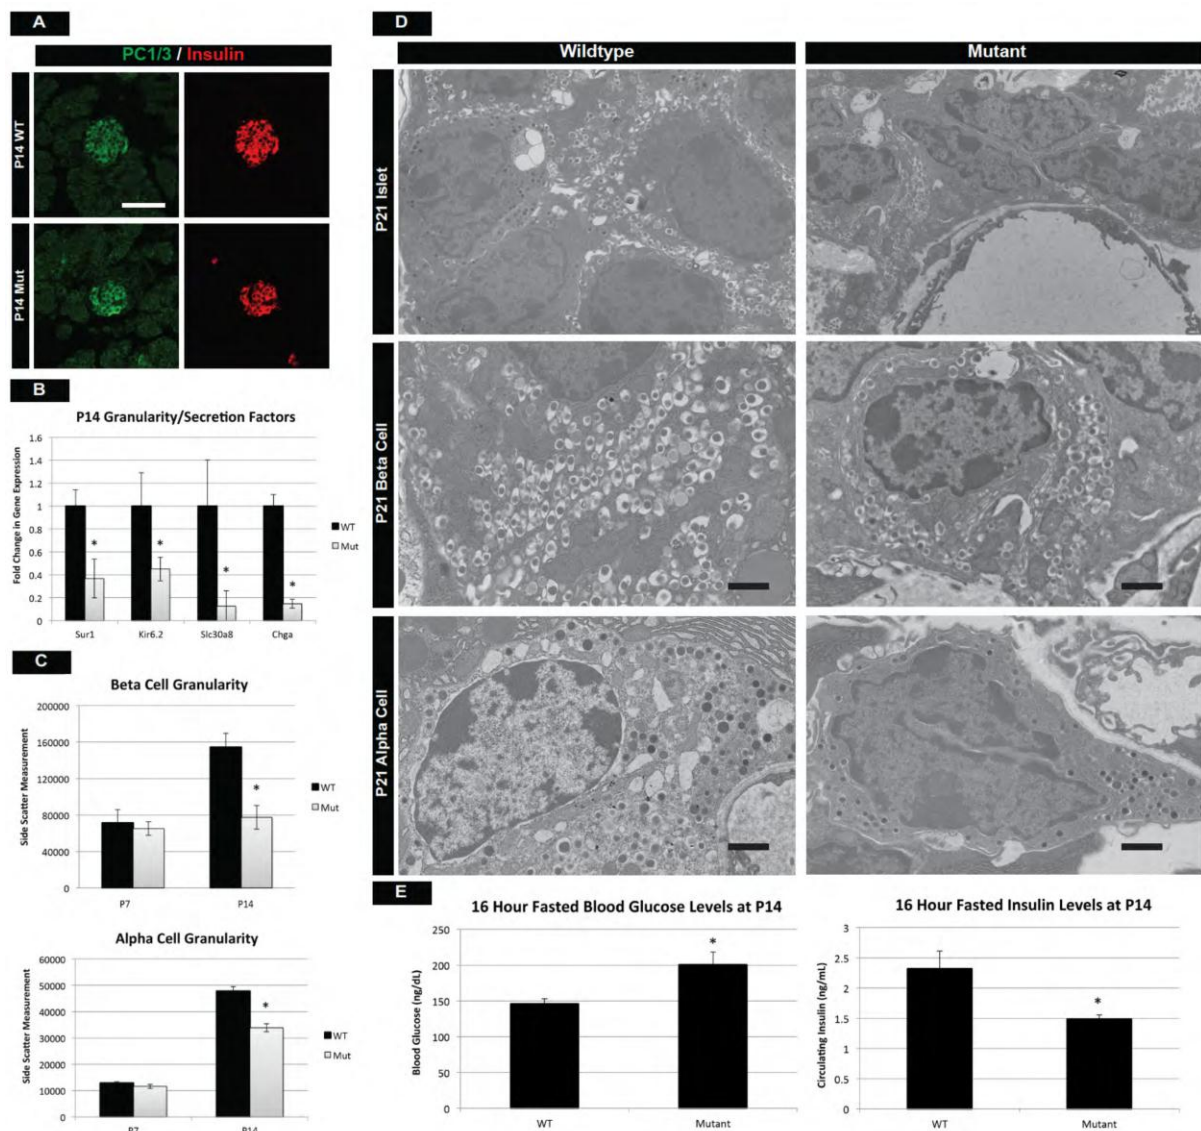 A
PC1/3 / Insulin
P14 WT
P14 Mut
B
P14 Granularity/Secretion Factors
Fold Change in Gene Expression
1.6
1.4
1.2
1
0.8
0.6
0.4
0.2
0
*
*
*
*
WT
Mut
Sur1
Kir6.2
Slc30a8
Chga
C
Beta Cell Granularity
Side Scatter Measurement
200000
160000
120000
80000
40000
0
*
WT
Mut
P7
P14
Alpha Cell Granularity
Side Scatter Measurement
60000
50000
40000
30000
20000
10000
0
*
WT
Mut
P7
P14
D
Wildtype
Mutant
P21 Islet
P21 Beta Cell
P21 Alpha Cell
E
16 Hour Fasted Blood Glucose Levels at P14
Blood Glucose (ng/dL)
250
200
150
100
50
0
*
WT
Mutant
16 Hour Fasted Insulin Levels at P14
Circulating Insulin (ng/mL)
3
2.5
2
1.5
1
0.5
0
*
WT
Mutant